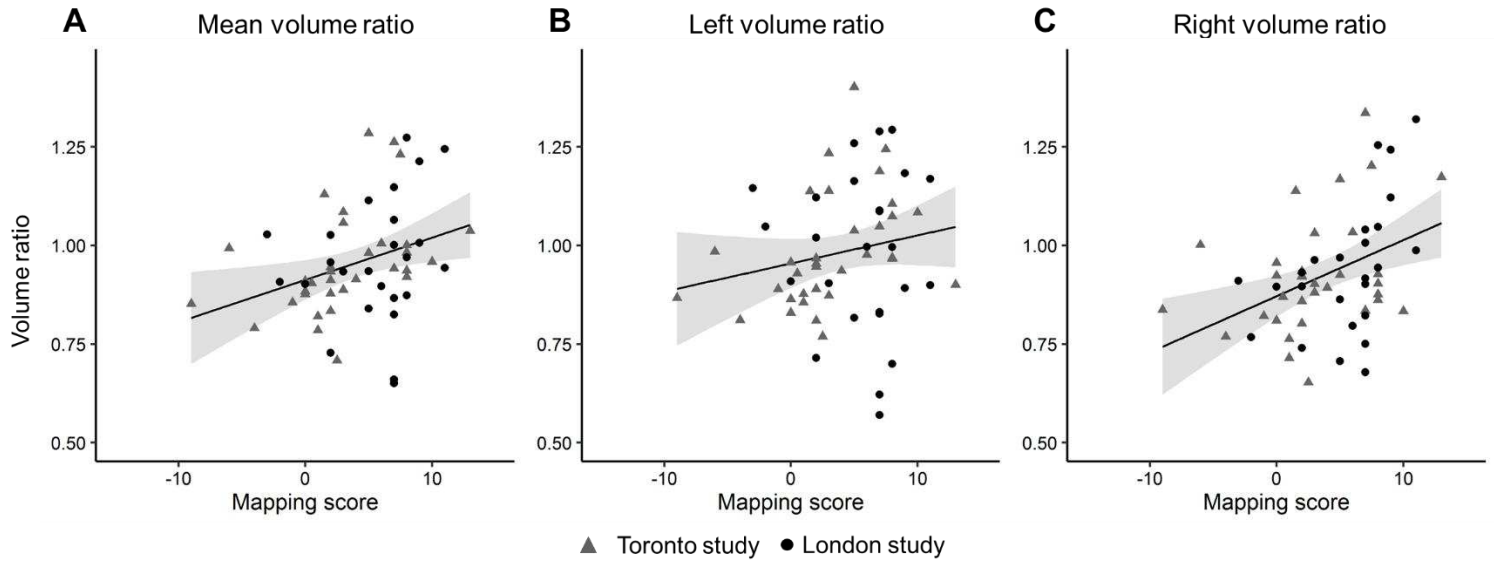 A Mean volume ratio
B Left volume ratio
C Right volume ratio
Volume ratio
1.25
1.00
0.75
0.50
-10 0 10
Mapping score
1.25
1.00
0.75
0.50
-10 0 10
Mapping score
1.25
1.00
0.75
0.50
-10 0 10
Mapping score
Toronto study London study